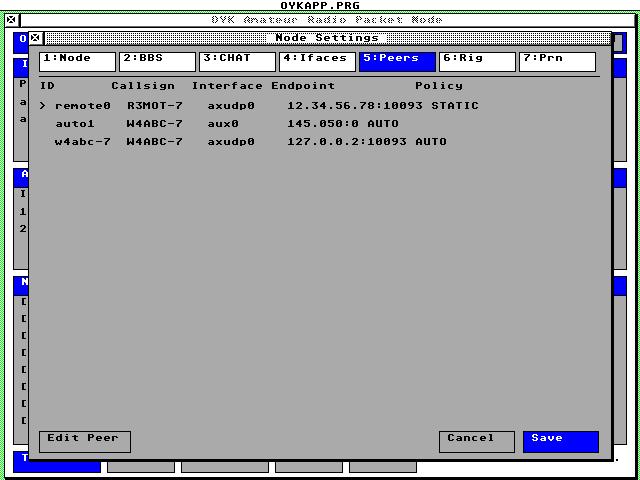 OYKAPP.PRG
OYK Amateur Radio Packet Node
Node Settings
1:Node 2:BBS 3:CHAT 4:Ifaces 5:Peers 6:Rig 7:Prn
ID Callsign Interface Endpoint Policy
> remote0 R3MOT-7 axudp0 12.34.56.78:10093 STATIC
auto1 W4ABC-7 aux0 145.050:0 AUTO
w4abc-7 W4ABC-7 axudp0 127.0.0.2:10093 AUTO
Edit Peer Cancel Save